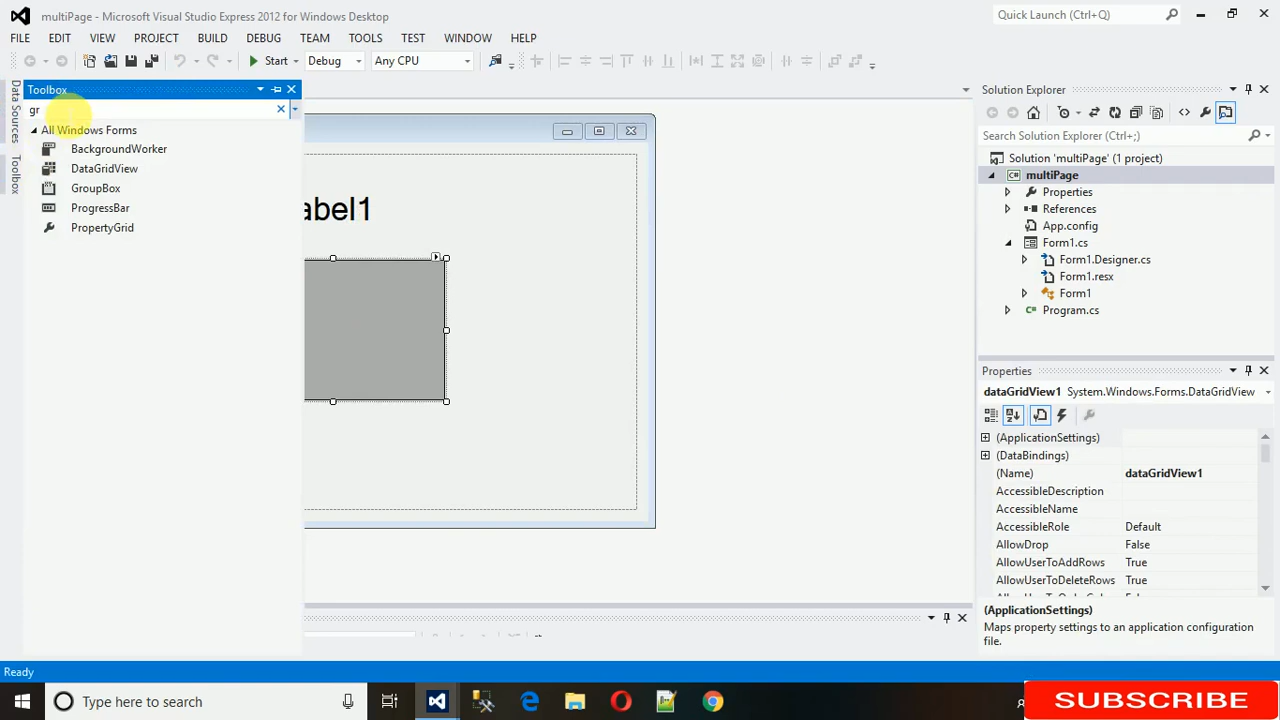 multiPage - Microsoft Visual Studio Express 2012 for Windows Desktop
Quick Launch (Ctrl+Q)
FILE EDIT VIEW PROJECT BUILD DEBUG TEAM TOOLS TEST WINDOW HELP
Start Debug Any CPU
Data Sources
Toolbox
Toolbox
gr
All Windows Forms
BackgroundWorker
DataGridView
GroupBox
ProgressBar
PropertyGrid
abel1
Solution Explorer
Search Solution Explorer (Ctrl+;)
Solution 'multiPage' (1 project)
multiPage
Properties
References
App.config
Form1.cs
Form1.Designer.cs
Form1.resx
Form1
Program.cs
Properties
dataGridView1 System.Windows.Forms.DataGridView
(ApplicationSettings)
(DataBindings)
(Name) dataGridView1
AccessibleDescription
AccessibleName
AccessibleRole Default
AllowDrop False
AllowUserToAddRows True
AllowUserToDeleteRows True
(ApplicationSettings)
Maps property settings to an application configuration
file.
Ready
Type here to search
SUBSCRIBE